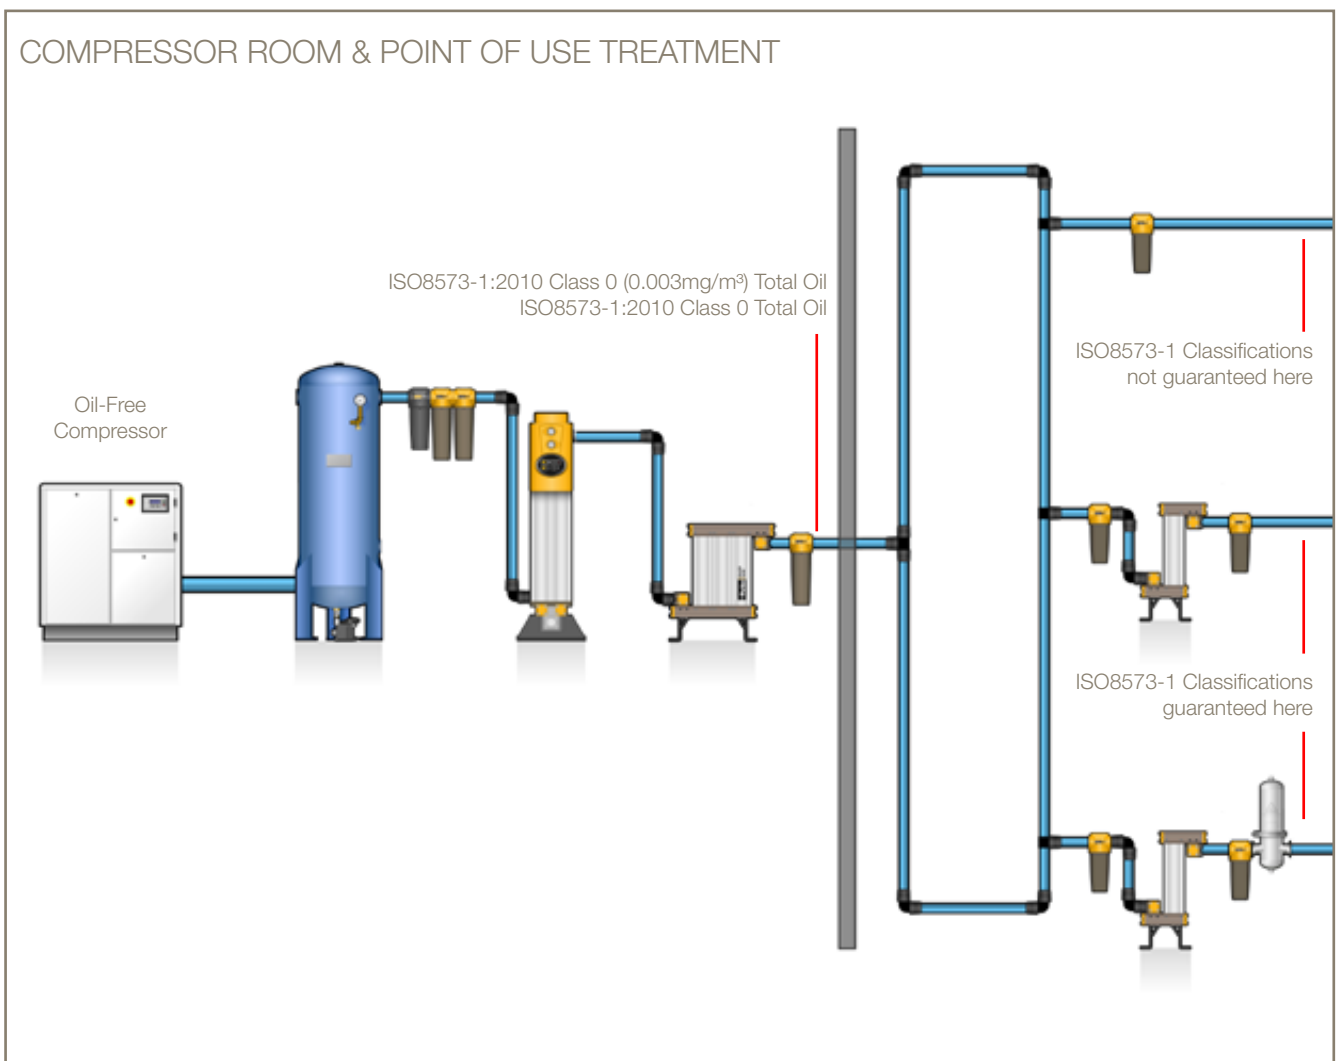 COMPRESSOR ROOM & POINT OF USE TREATMENT
ISO8573-1:2010 Class 0 (0.003mg/m³) Total Oil
ISO8573-1:2010 Class 0 Total Oil
ISO8573-1 Classifications
not guaranteed here
Oil-Free
Compressor
ISO8573-1 Classifications
guaranteed here